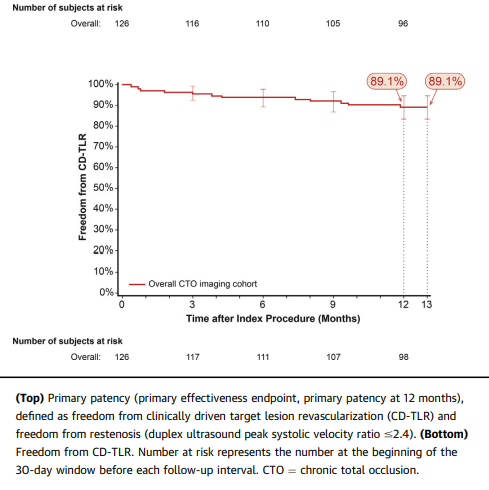 Number of subjects at risk
Overall: 126 116 110 105 96
89.1% 89.1%
100%
90%
80%
70%
60%
50%
40%
30%
20%
10%
0%
Freedom from CD-TLR
Overall CTO imaging cohort
0 3 6 9 12 13
Time after Index Procedure (Months)
Number of subjects at risk
Overall: 126 117 111 107 98
(Top) Primary patency (primary effectiveness endpoint, primary patency at 12 months),
defined as freedom from clinically driven target lesion revascularization (CD-TLR) and
freedom from restenosis (duplex ultrasound peak systolic velocity ratio ≤2.4). (Bottom)
Freedom from CD-TLR. Number at risk represents the number at the beginning of the
30-day window before each follow-up interval. CTO = chronic total occlusion.